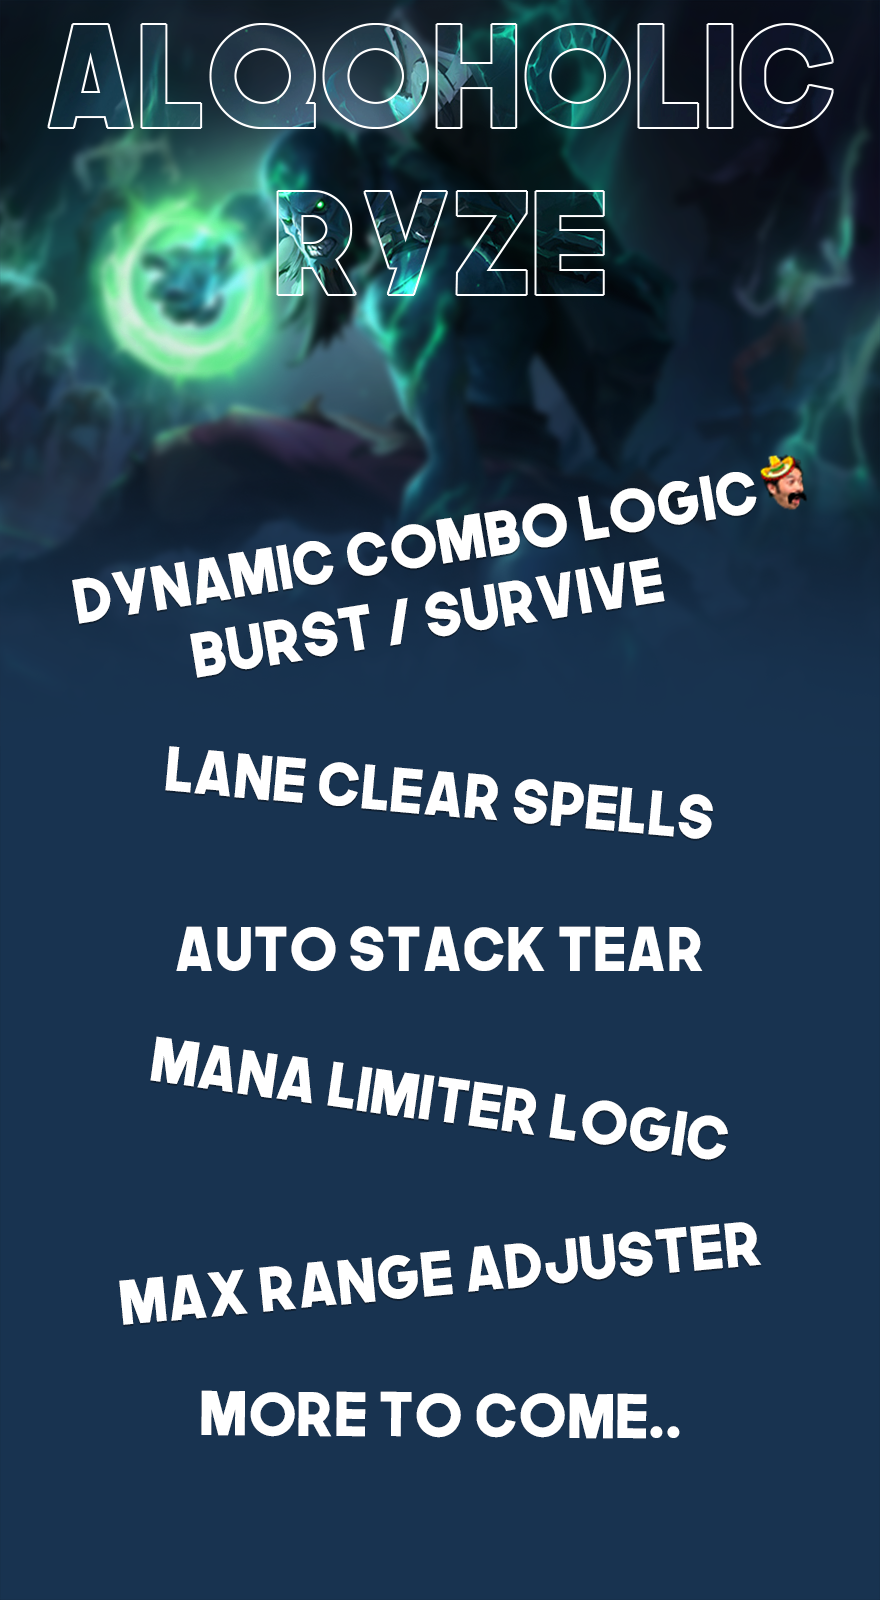 ALQOHOLIC
RYZE
DYNAMIC COMBO LOGIC
BURST / SURVIVE
LANE CLEAR SPELLS
AUTO STACK TEAR
MANA LIMITER LOGIC
MAX RANGE ADJUSTER
MORE TO COME..